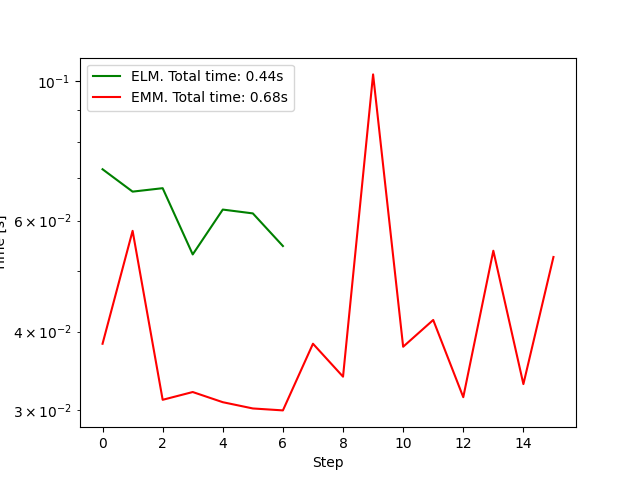 ELM. Total time: 0.44s
EMM. Total time: 0.68s
10⁻¹
6 × 10⁻²
4 × 10⁻²
3 × 10⁻²
Time [s]
0 2 4 6 8 10 12 14
Step